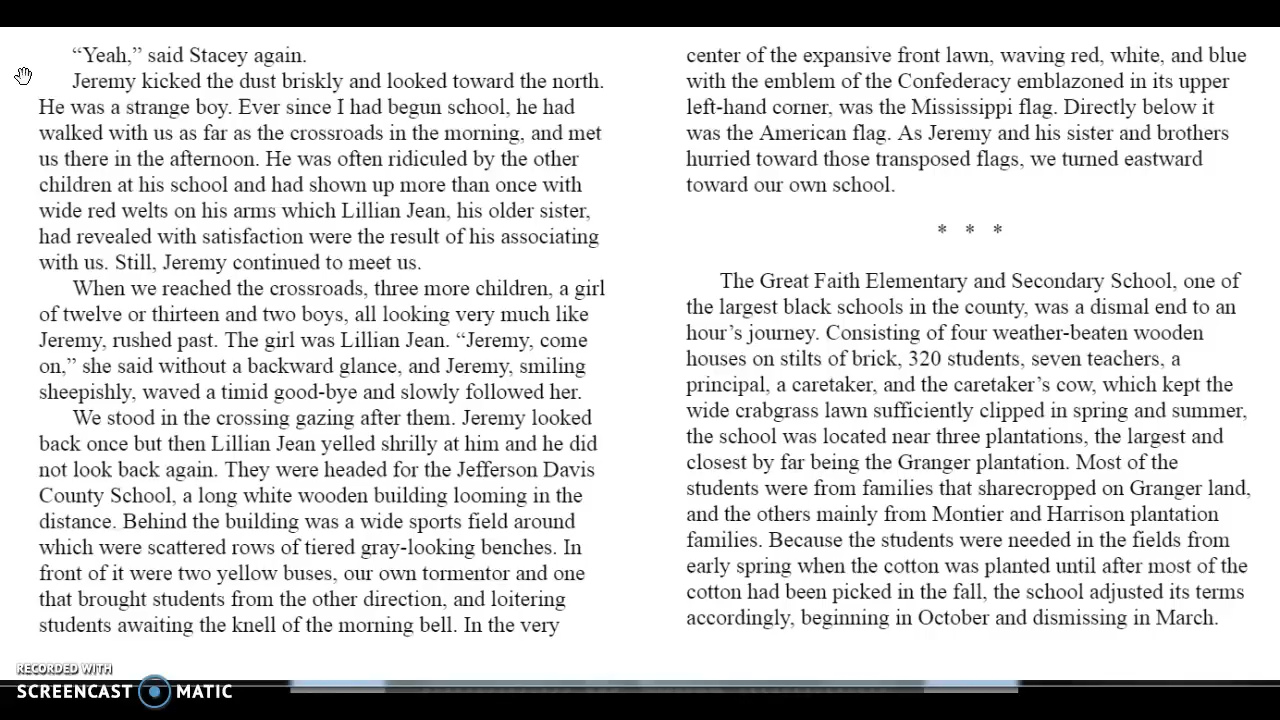 “Yeah,” said Stacey again.
Jeremy kicked the dust briskly and looked toward the north.
He was a strange boy. Ever since I had begun school, he had
walked with us as far as the crossroads in the morning, and met
us there in the afternoon. He was often ridiculed by the other
children at his school and had shown up more than once with
wide red welts on his arms which Lillian Jean, his older sister,
had revealed with satisfaction were the result of his associating
with us. Still, Jeremy continued to meet us.
When we reached the crossroads, three more children, a girl
of twelve or thirteen and two boys, all looking very much like
Jeremy, rushed past. The girl was Lillian Jean. “Jeremy, come
on,” she said without a backward glance, and Jeremy, smiling
sheepishly, waved a timid good-bye and slowly followed her.
We stood in the crossing gazing after them. Jeremy looked
back once but then Lillian Jean yelled shrilly at him and he did
not look back again. They were headed for the Jefferson Davis
County School, a long white wooden building looming in the
distance. Behind the building was a wide sports field around
which were scattered rows of tiered gray-looking benches. In
front of it were two yellow buses, our own tormentor and one
that brought students from the other direction, and loitering
students awaiting the knell of the morning bell. In the very
center of the expansive front lawn, waving red, white, and blue
with the emblem of the Confederacy emblazoned in its upper
left-hand corner, was the Mississippi flag. Directly below it
was the American flag. As Jeremy and his sister and brothers
hurried toward those transposed flags, we turned eastward
toward our own school.
* * *
The Great Faith Elementary and Secondary School, one of
the largest black schools in the county, was a dismal end to an
hour’s journey. Consisting of four weather-beaten wooden
houses on stilts of brick, 320 students, seven teachers, a
principal, a caretaker, and the caretaker’s cow, which kept the
wide crabgrass lawn sufficiently clipped in spring and summer,
the school was located near three plantations, the largest and
closest by far being the Granger plantation. Most of the
students were from families that sharecropped on Granger land,
and the others mainly from Montier and Harrison plantation
families. Because the students were needed in the fields from
early spring when the cotton was planted until after most of the
cotton had been picked in the fall, the school adjusted its terms
accordingly, beginning in October and dismissing in March.
RECORDED WITH
SCREENCAST MATIC